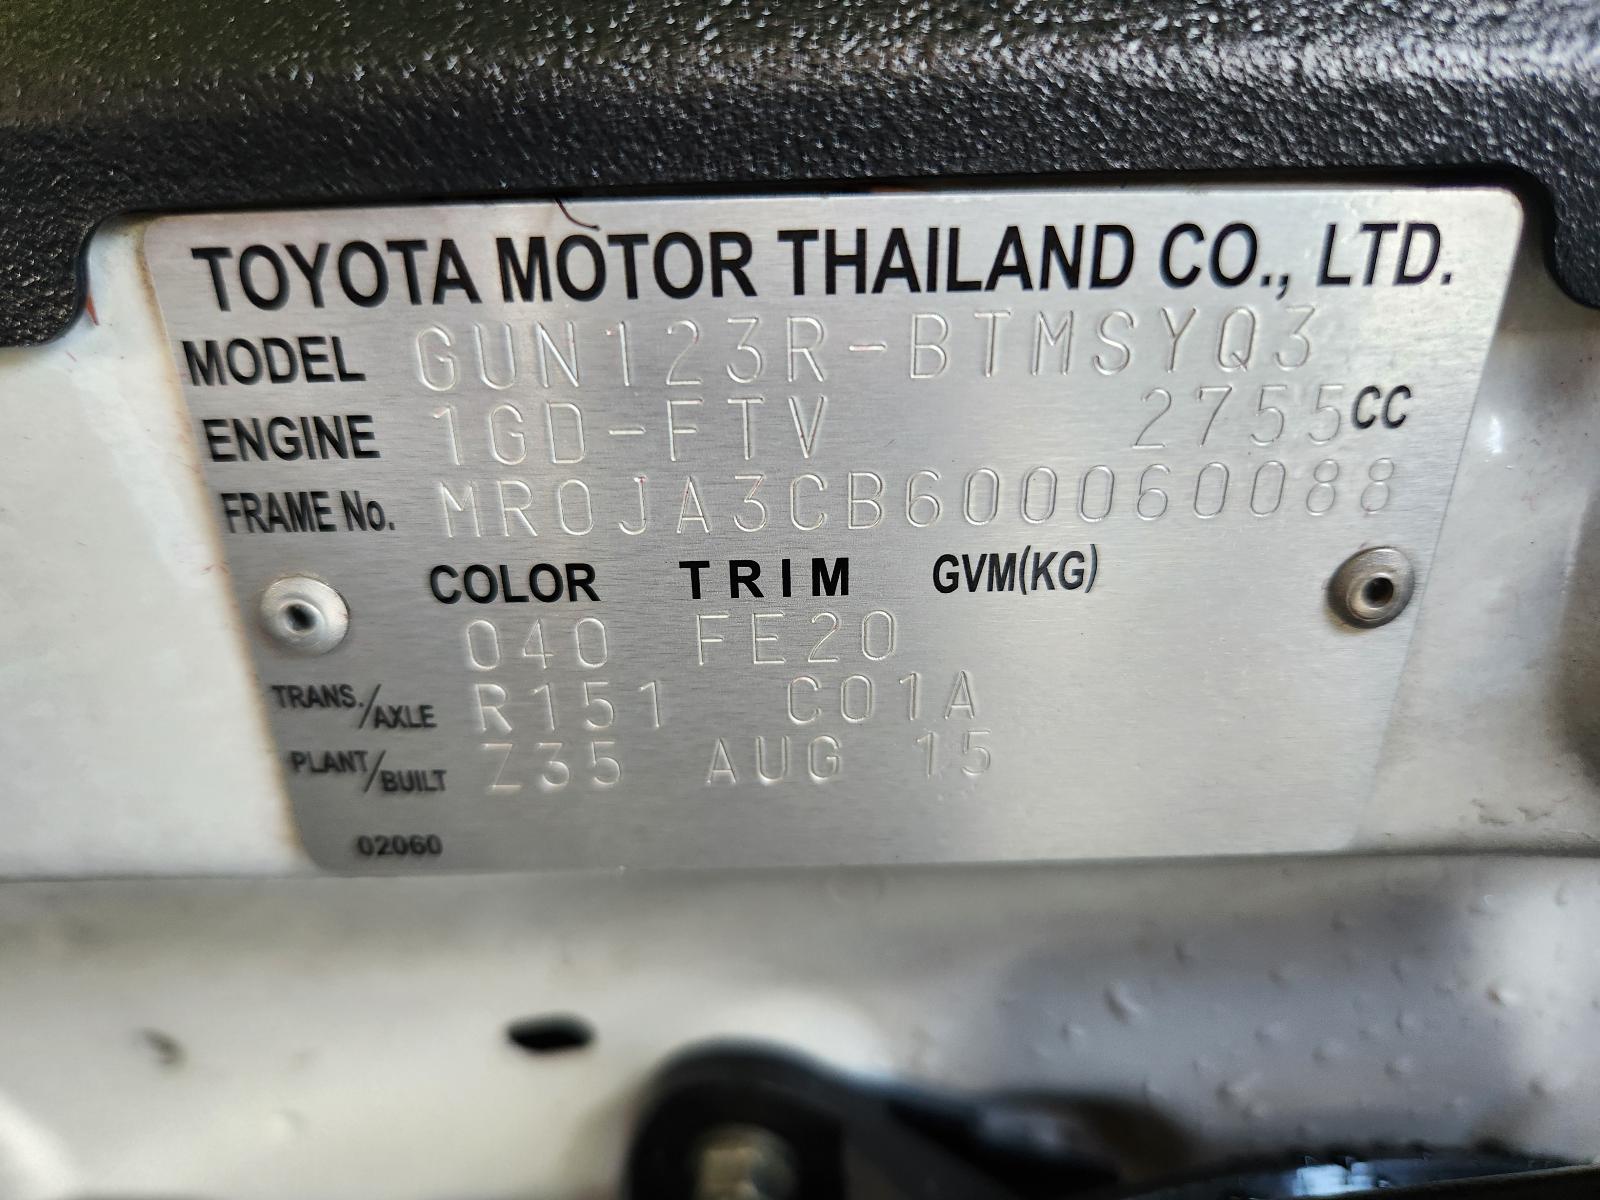 TOYOTA MOTOR THAILAND CO., LTD.
MODEL GUN123R-BTMSYQ3
ENGINE 1GD-FTV 2755CC
FRAME No. MR0JA3CB600060088
COLOR TRIM GVM(KG)
040 FE20
TRANS./AXLE R151 C01A
PLANT/BUILT Z35 AUG 15
02060